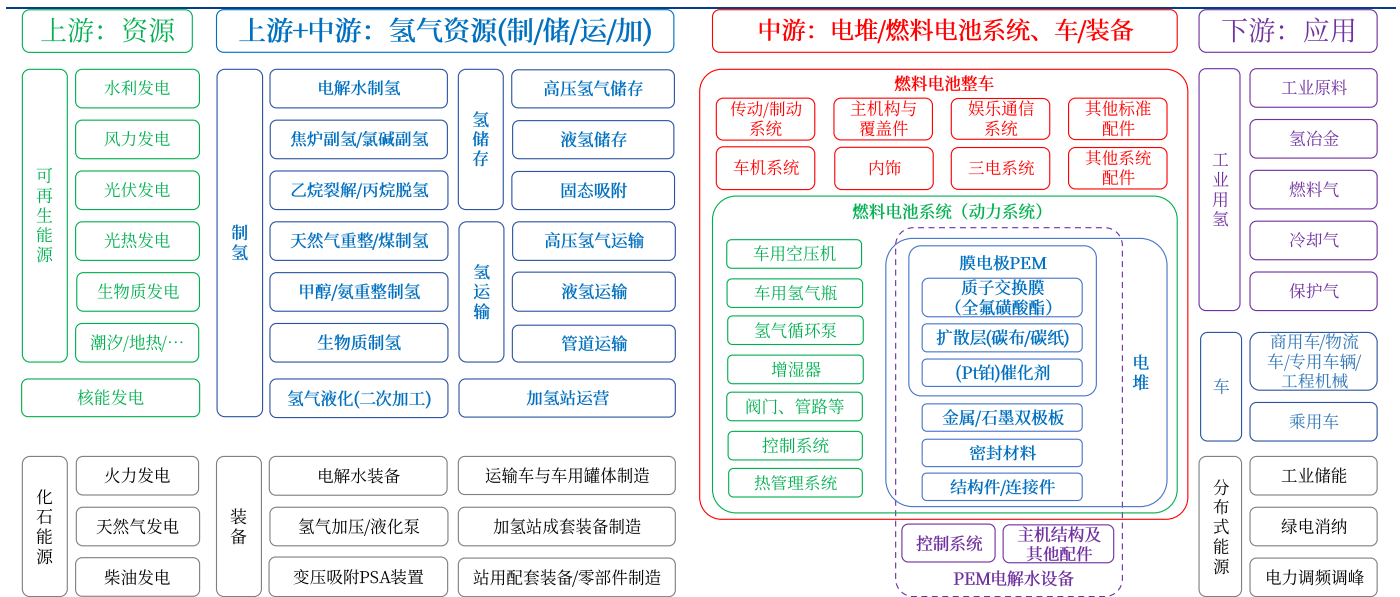 上游：资源
可再生能源
水利发电
风力发电
光伏发电
光热发电
生物质发电
潮汐/地热/…
核能发电
化石能源
火力发电
天然气发电
柴油发电
上游+中游：氢气资源(制/储/运/加)
制氢
电解水制氢
焦炉副氢/氯碱副氢
乙烷裂解/丙烷脱氢
天然气重整/煤制氢
甲醇/氨重整制氢
生物质制氢
氢气液化(二次加工)
氢储存
高压氢气储存
液氢储存
固态吸附
氢运输
高压氢气运输
液氢运输
管道运输
加氢站运营
装备
电解水装备
氢气加压/液化泵
变压吸附PSA装置
运输车与车用罐体制造
加氢站成套装备制造
站用配套装备/零部件制造
中游：电堆/燃料电池系统、车/装备
燃料电池整车
传动/制动
系统
主机构与
覆盖件
娱乐通信
系统
其他标准
配件
车机系统
内饰
三电系统
其他系统
配件
燃料电池系统（动力系统）
车用空压机
车用氢气瓶
氢气循环泵
增湿器
阀门、管路等
控制系统
热管理系统
膜电极PEM
质子交换膜
（全氟磺酸酯）
扩散层(碳布/碳纸)
(Pt铂)催化剂
金属/石墨双极板
密封材料
结构件/连接件
电堆
控制系统
主机结构及
其他配件
PEM电解水设备
下游：应用
工业用氢
工业原料
氢冶金
燃料气
冷却气
保护气
车
商用车/物流
车/专用车辆/
工程机械
乘用车
分布式能源
工业储能
绿电消纳
电力调频调峰